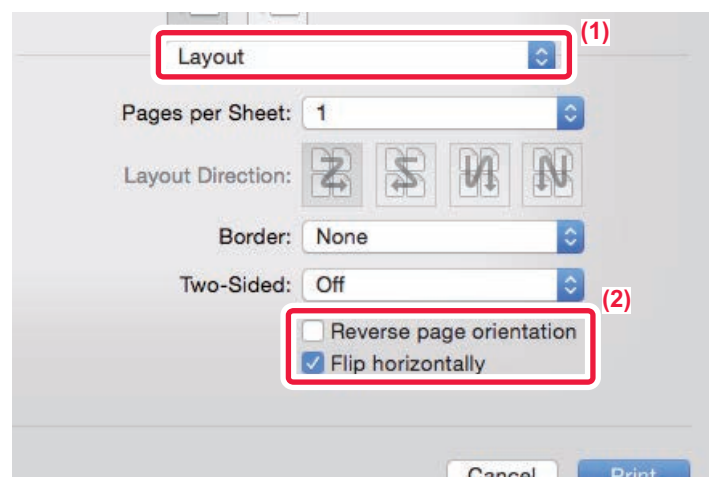 (1)
Layout
Pages per Sheet: 1
Layout Direction:
Border: None
Two-Sided: Off
(2)
Reverse page orientation
Flip horizontally
Cancel Print